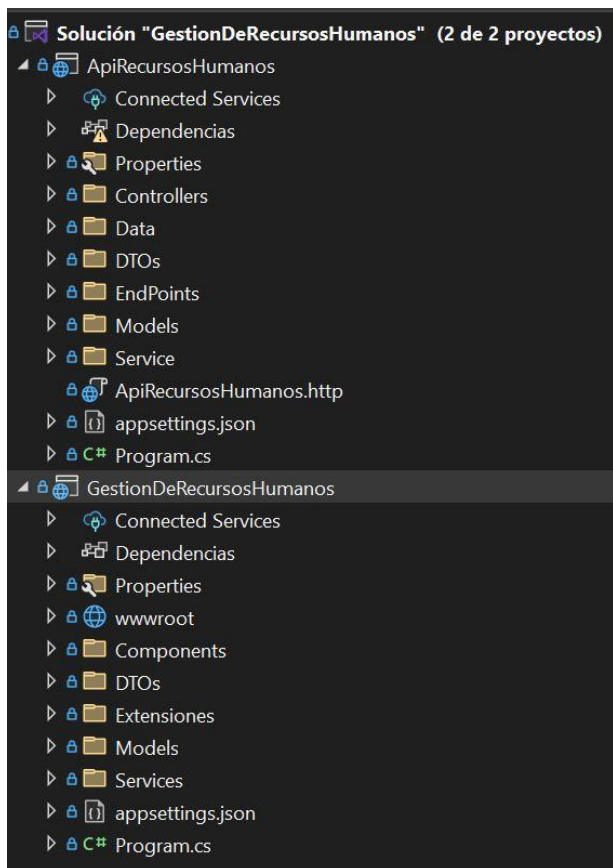 Solución "GestionDeRecursosHumanos" (2 de 2 proyectos)
ApiRecursosHumanos
Connected Services
Dependencias
Properties
Controllers
Data
DTOs
EndPoints
Models
Service
ApiRecursosHumanos.http
appsettings.json
C# Program.cs
GestionDeRecursosHumanos
Connected Services
Dependencias
Properties
wwwroot
Components
DTOs
Extensiones
Models
Services
appsettings.json
C# Program.cs